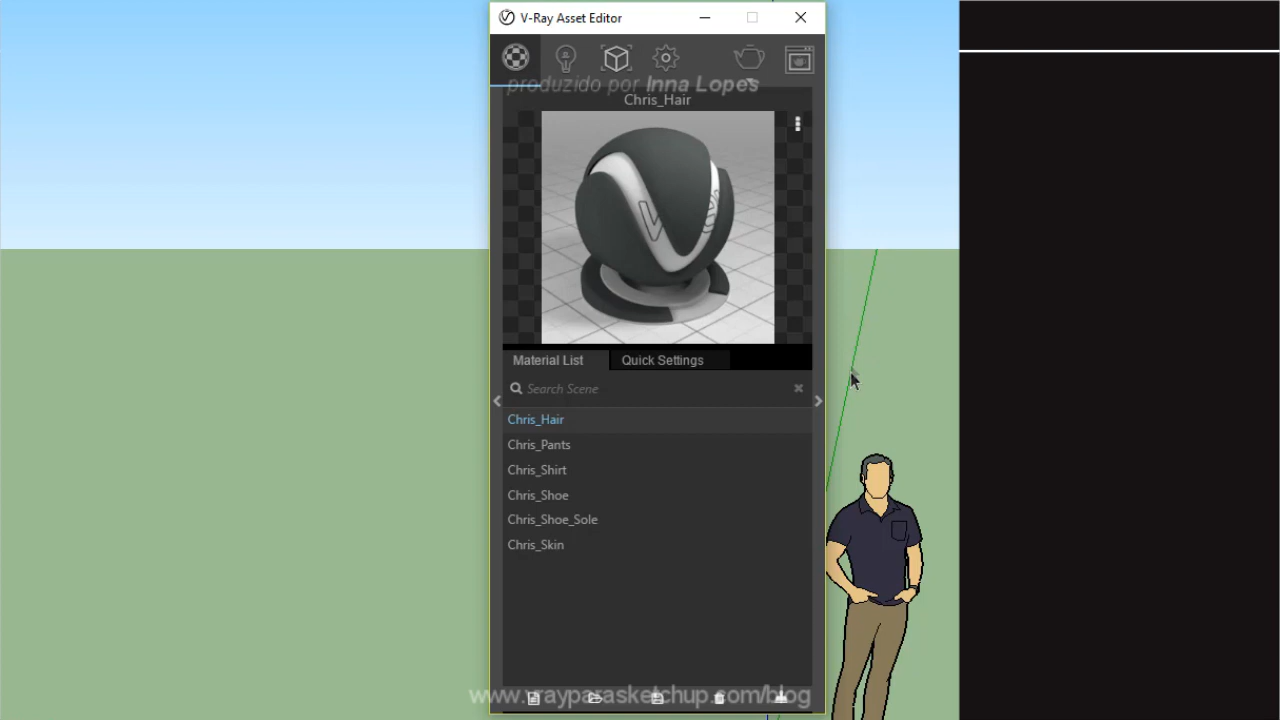 V-Ray Asset Editor
produzido por Inna Lopes
Chris_Hair
Material List
Quick Settings
Search Scene
Chris_Hair
Chris_Pants
Chris_Shirt
Chris_Shoe
Chris_Shoe_Sole
Chris_Skin
www.vrayparasketchup.com/blog